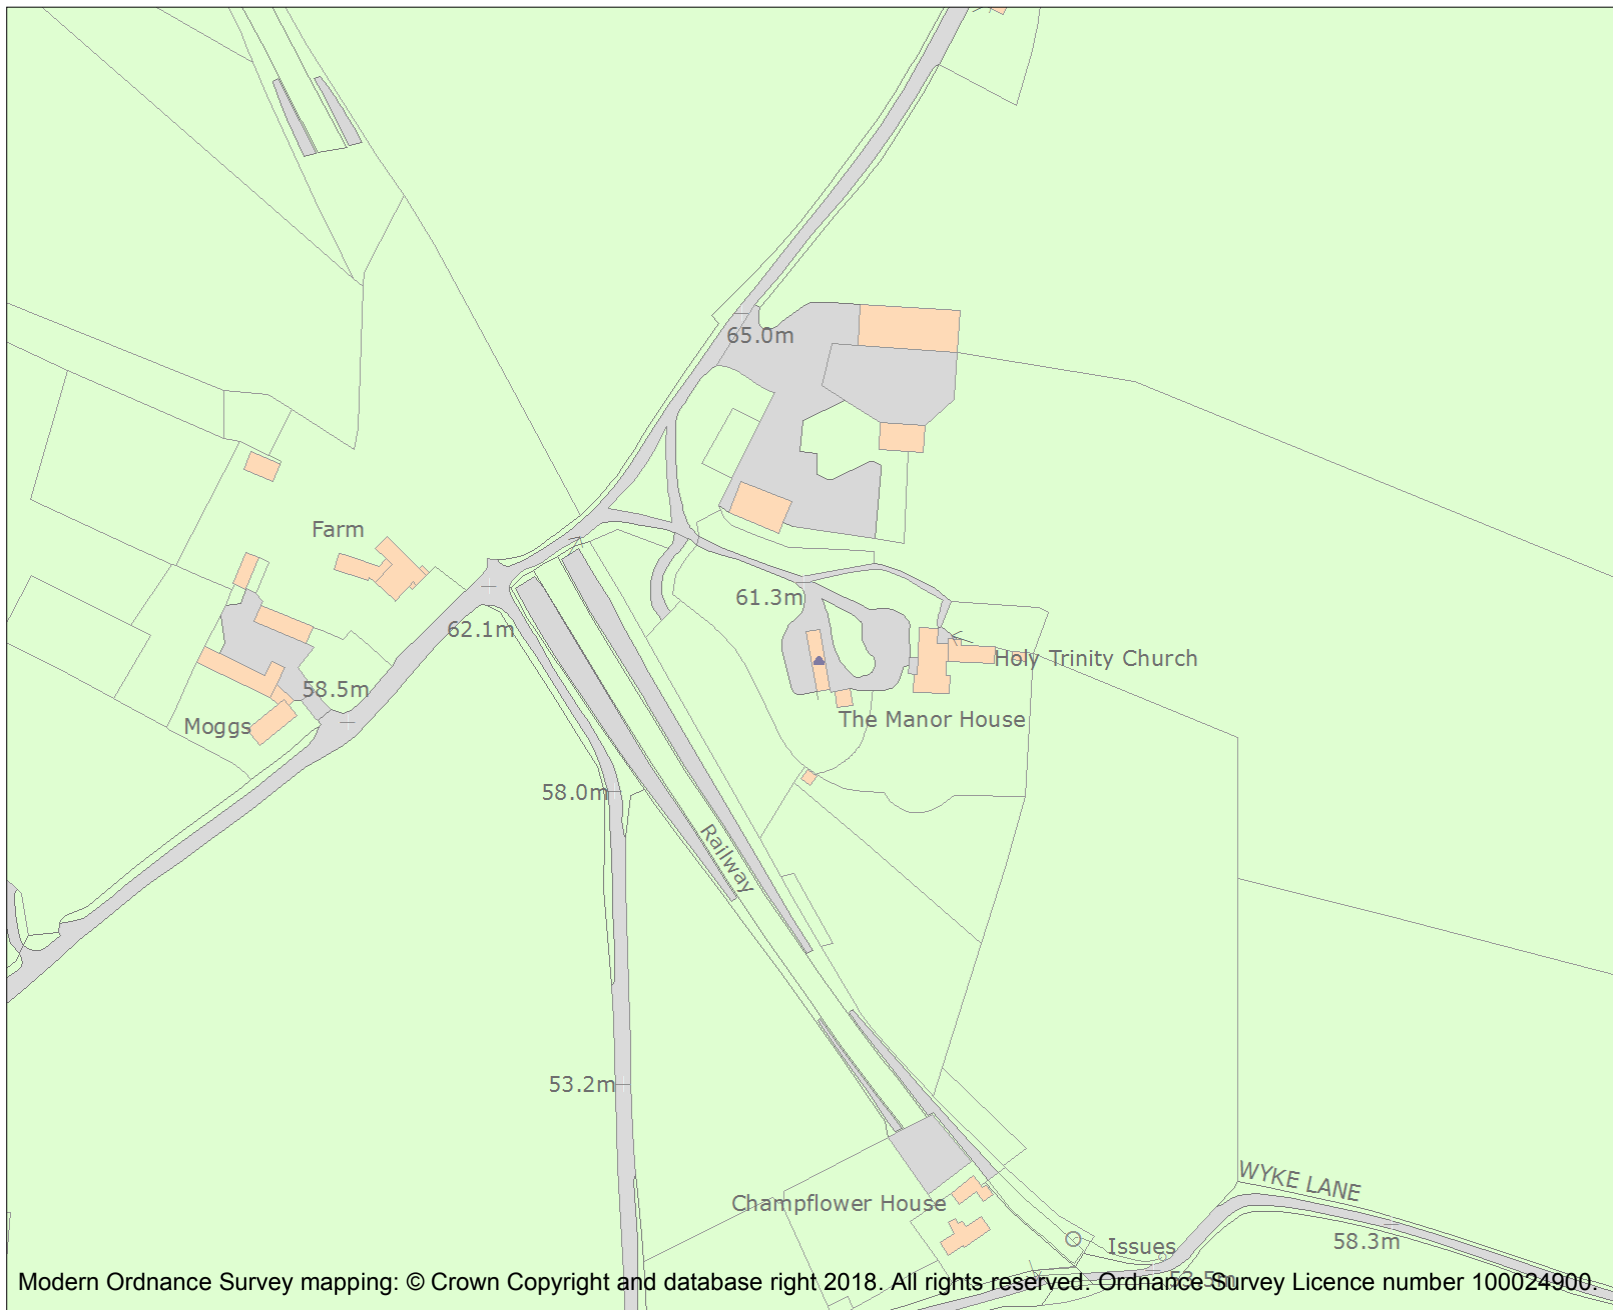 65.0m
Farm
61.3m
62.1m
Holy Trinity Church
58.5m
The Manor House
Moggs
58.0m
Railway
53.2m
WYKE LANE
Champflower House
58.3m
Issues
53.5m
Modern Ordnance Survey mapping: © Crown Copyright and database right 2018. All rights reserved. Ordnance Survey Licence number 100024900.